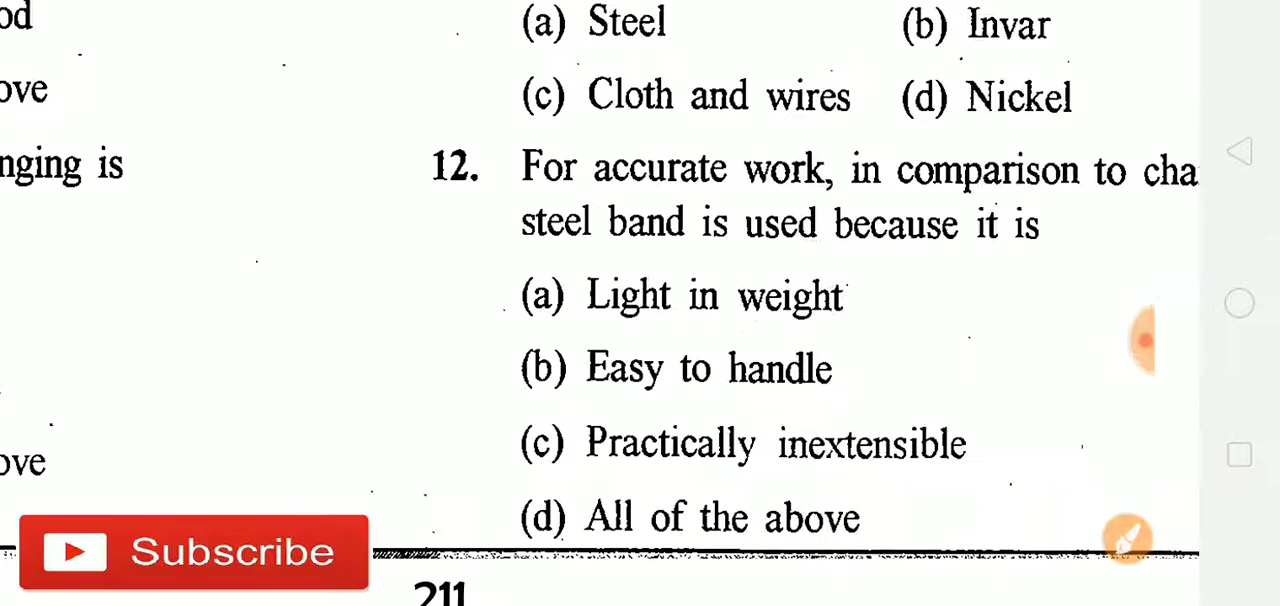 od
ove
nging is
ove
(a) Steel (b) Invar
(c) Cloth and wires (d) Nickel
12. For accurate work, in comparison to cha
steel band is used because it is
(a) Light in weight
(b) Easy to handle
(c) Practically inextensible
(d) All of the above
Subscribe
211